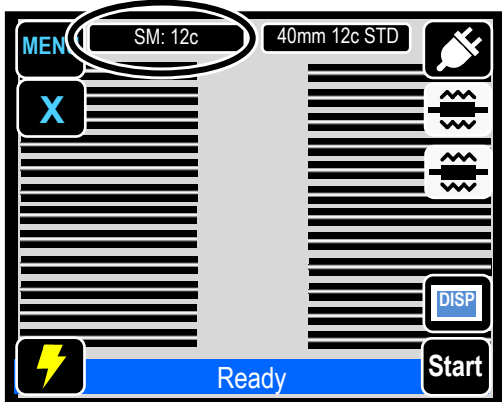 MEN
SM: 12c
40mm 12c STD
X
DISP
Ready
Start